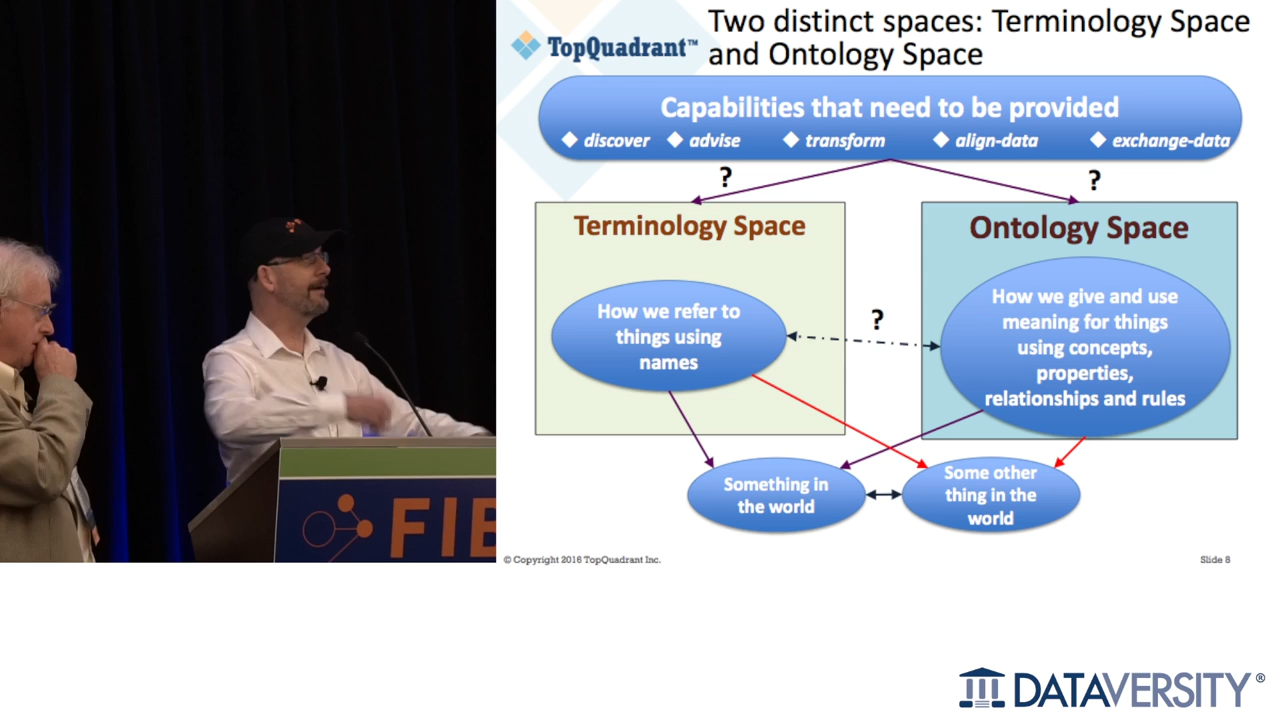 TopQuadrant™
Two distinct spaces: Terminology Space
and Ontology Space
Capabilities that need to be provided
◆ discover ◆ advise ◆ transform ◆ align-data ◆ exchange-data
?
?
Terminology Space
Ontology Space
How we refer to
things using
names
?
How we give and use
meaning for things
using concepts,
properties,
relationships and rules
Something in
the world
Some other
thing in the
world
FIB
© Copyright 2016 TopQuadrant Inc.
Slide 8
DATAVERSITY®